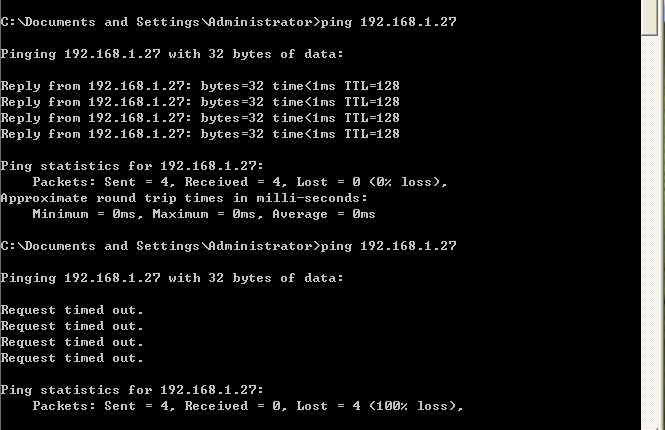 C:\Documents and Settings\Administrator>ping 192.168.1.27
Pinging 192.168.1.27 with 32 bytes of data:
Reply from 192.168.1.27: bytes=32 time<1ms TTL=128
Reply from 192.168.1.27: bytes=32 time<1ms TTL=128
Reply from 192.168.1.27: bytes=32 time<1ms TTL=128
Reply from 192.168.1.27: bytes=32 time<1ms TTL=128
Ping statistics for 192.168.1.27:
    Packets: Sent = 4, Received = 4, Lost = 0 (0% loss),
Approximate round trip times in milli-seconds:
    Minimum = 0ms, Maximum = 0ms, Average = 0ms
C:\Documents and Settings\Administrator>ping 192.168.1.27
Pinging 192.168.1.27 with 32 bytes of data:
Request timed out.
Request timed out.
Request timed out.
Request timed out.
Ping statistics for 192.168.1.27:
    Packets: Sent = 4, Received = 0, Lost = 4 (100% loss),